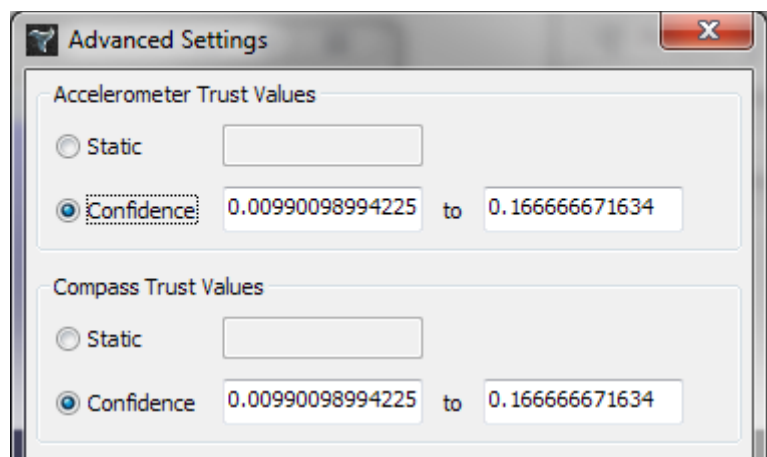 Advanced Settings
Accelerometer Trust Values
Static
Confidence 0.00990098994225 to 0.166666671634
Compass Trust Values
Static
Confidence 0.00990098994225 to 0.166666671634